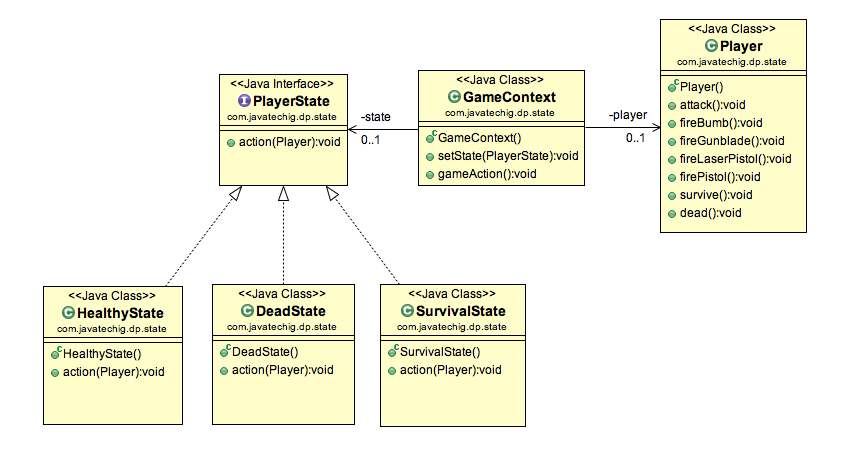 <<Java Class>>
Player
com.javatechig.dp.state
Player()
attack():void
fireBumb():void
fireGunblade():void
fireLaserPistol():void
firePistol():void
survive():void
dead():void
<<Java Interface>>
PlayerState
com.javatechig.dp.state
action(Player):void
-state
0..1
<<Java Class>>
GameContext
com.javatechig.dp.state
GameContext()
setState(PlayerState):void
gameAction():void
-player
0..1
<<Java Class>>
HealthyState
com.javatechig.dp.state
HealthyState()
action(Player):void
<<Java Class>>
DeadState
com.javatechig.dp.state
DeadState()
action(Player):void
<<Java Class>>
SurvivalState
com.javatechig.dp.state
SurvivalState()
action(Player):void